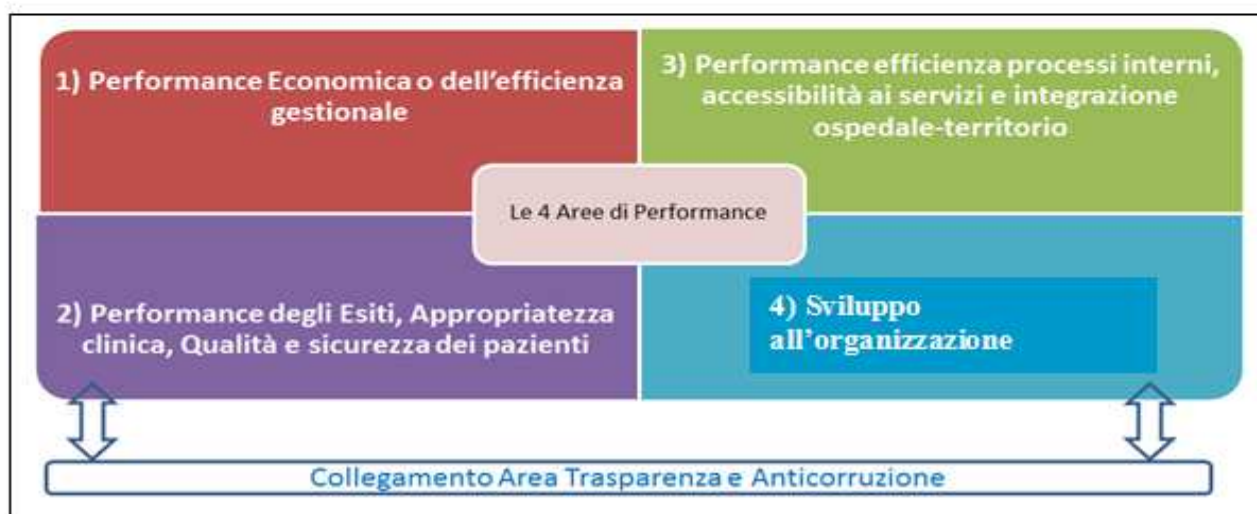 1) Performance Economica o dell'efficienza
gestionale
3) Performance efficienza processi interni,
accessibilità ai servizi e integrazione
ospedale-territorio
Le 4 Aree di Performance
2) Performance degli Esiti, Appropriatezza
clinica, Qualità e sicurezza dei pazienti
4) Sviluppo
all'organizzazione
Collegamento Area Trasparenza e Anticorruzione